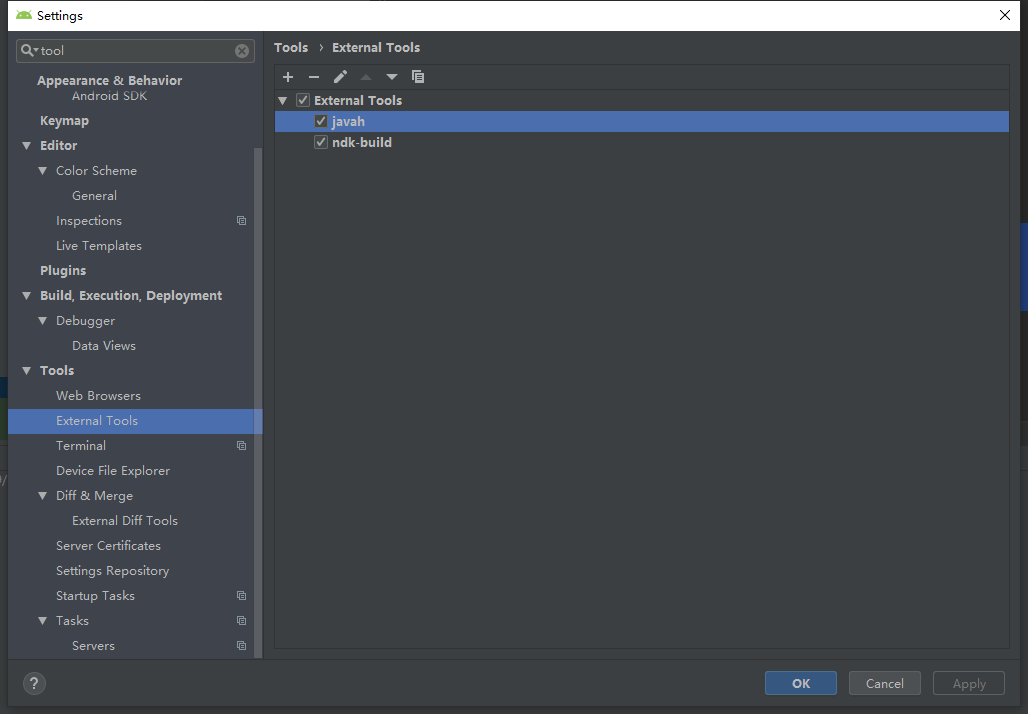 Settings
tool
Appearance & Behavior
Android SDK
Keymap
Editor
Color Scheme
General
Inspections
Live Templates
Plugins
Build, Execution, Deployment
Debugger
Data Views
Tools
Web Browsers
External Tools
Terminal
Device File Explorer
Diff & Merge
External Diff Tools
Server Certificates
Settings Repository
Startup Tasks
Tasks
Servers
Tools › External Tools
External Tools
javah
ndk-build
?
OK Cancel Apply